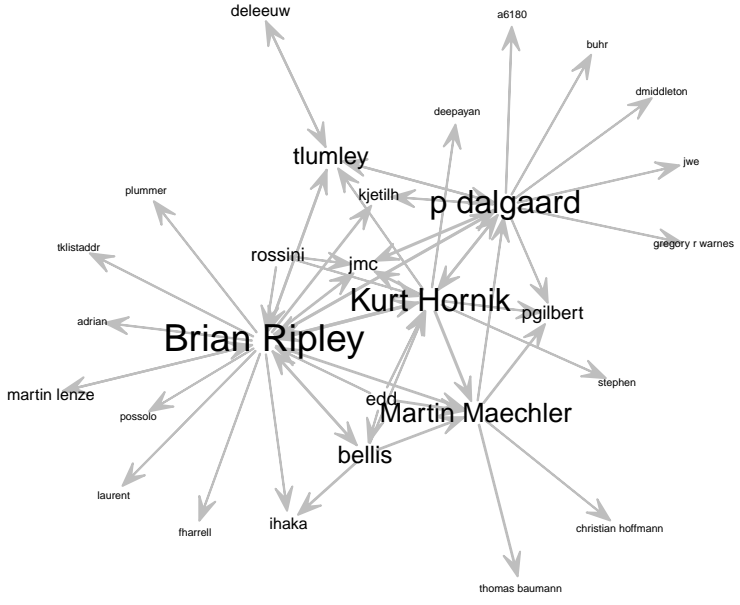 deleeuw
a6180
buhr
dmiddleton
deepayan
tlumley
jwe
plummer
kjetilh
p dalgaard
gregory r warnes
tklistaddr
rossini
jmc
Kurt Hornik
pgilbert
adrian
Brian Ripley
stephen
martin lenze
edd
possolo
Martin Maechler
bellis
laurent
ihaka
fharrell
christian hoffmann
thomas baumann